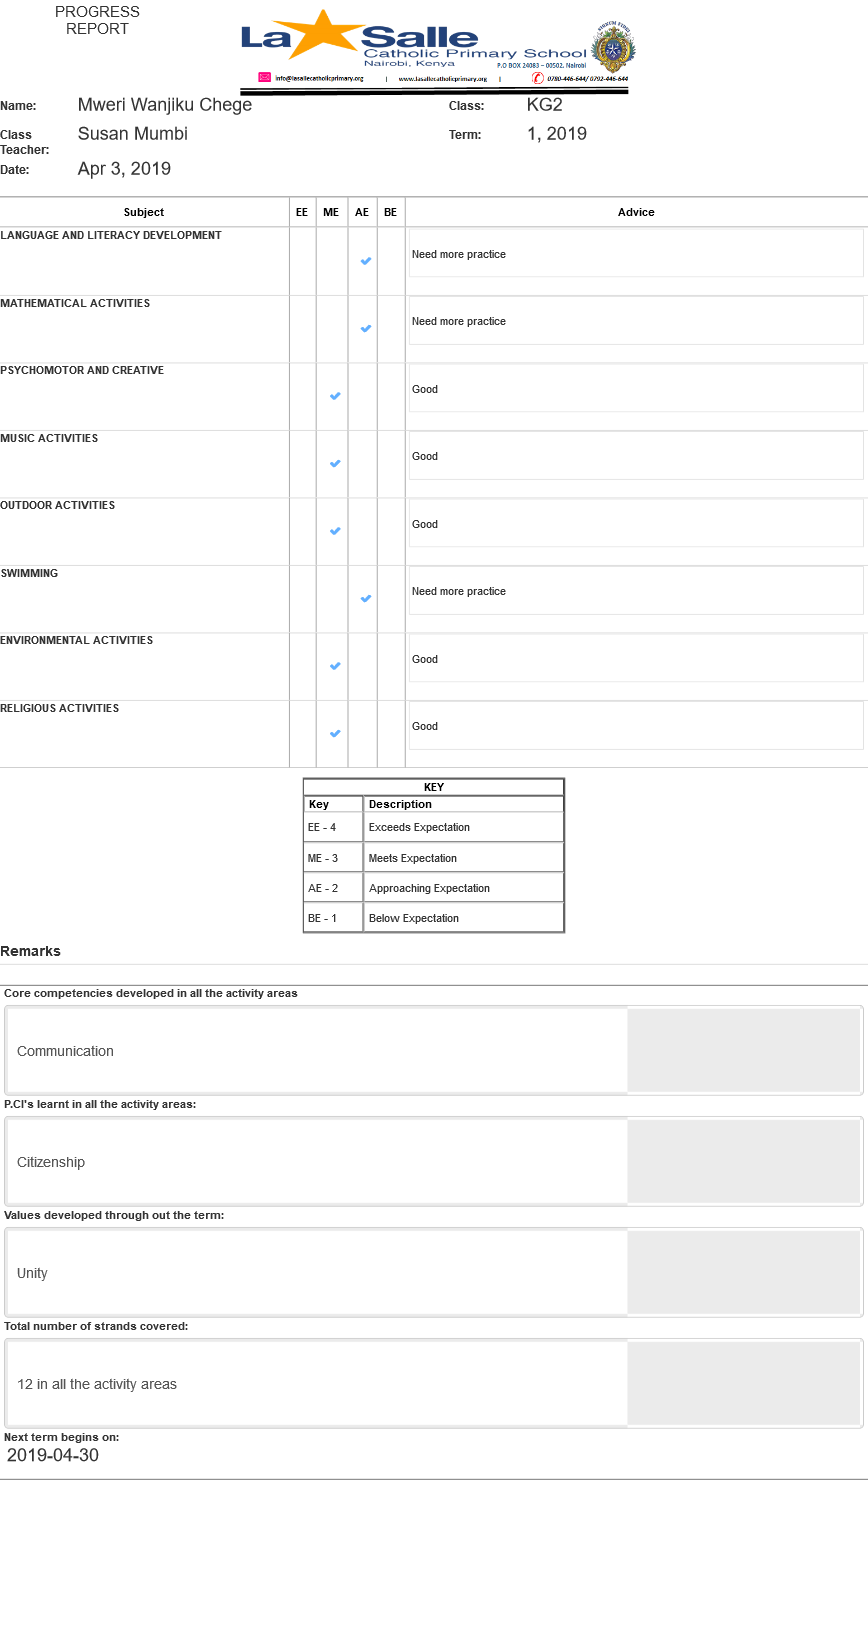 PROGRESS
REPORT
La Salle
Catholic Primary School
Nairobi, Kenya
P.O BOX 24083 – 00502, Nairobi
info@lasallecatholicprimary.org | www.lasallecatholicprimary.org | 0780-446-644/ 0792-446-644
Name: Mweri Wanjiku Chege Class: KG2
Class Teacher: Susan Mumbi Term: 1, 2019
Date: Apr 3, 2019
Subject EE ME AE BE Advice
LANGUAGE AND LITERACY DEVELOPMENT ✔ Need more practice
MATHEMATICAL ACTIVITIES ✔ Need more practice
PSYCHOMOTOR AND CREATIVE ✔ Good
MUSIC ACTIVITIES ✔ Good
OUTDOOR ACTIVITIES ✔ Good
SWIMMING ✔ Need more practice
ENVIRONMENTAL ACTIVITIES ✔ Good
RELIGIOUS ACTIVITIES ✔ Good
KEY
Key Description
EE - 4 Exceeds Expectation
ME - 3 Meets Expectation
AE - 2 Approaching Expectation
BE - 1 Below Expectation
Remarks
Core competencies developed in all the activity areas
Communication
P.CI's learnt in all the activity areas:
Citizenship
Values developed through out the term:
Unity
Total number of strands covered:
12 in all the activity areas
Next term begins on:
2019-04-30